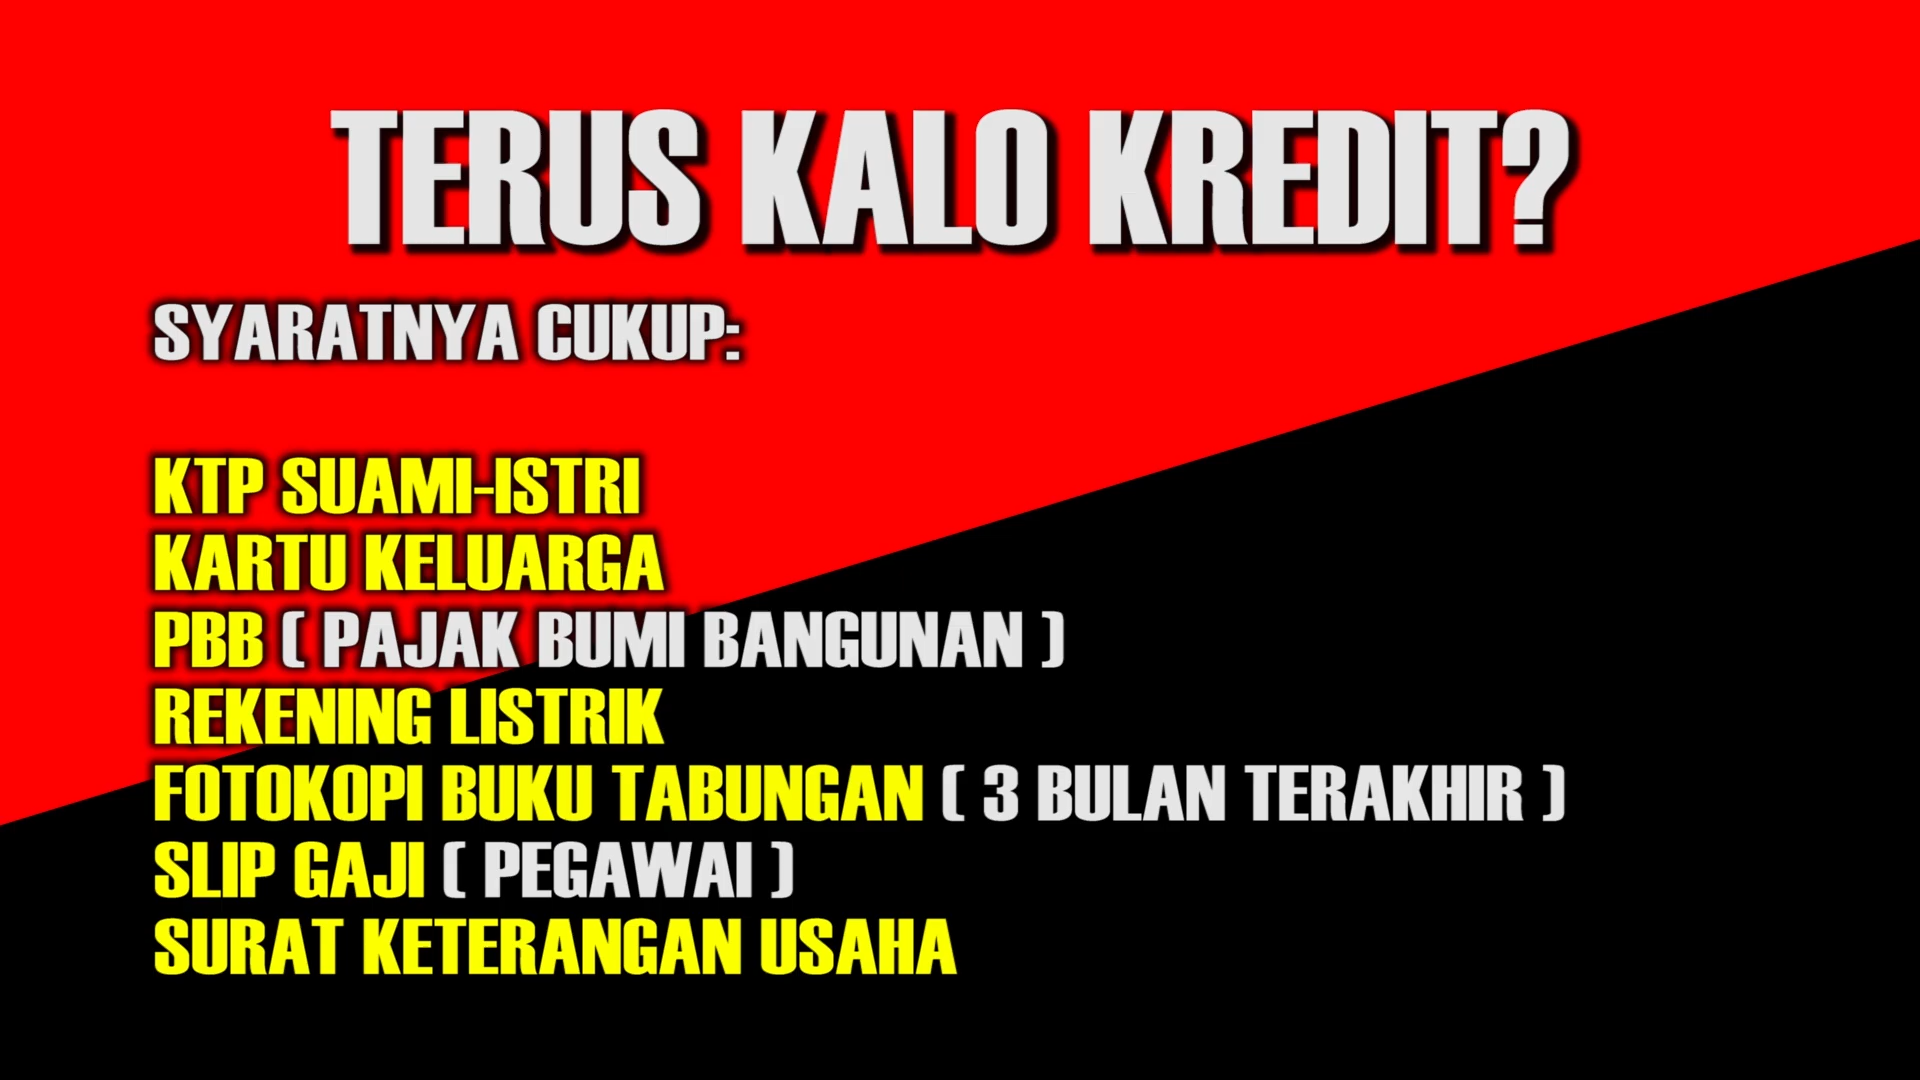 TERUS KALO KREDIT?
SYARATNYA CUKUP:
KTP SUAMI-ISTRI
KARTU KELUARGA
PBB ( PAJAK BUMI BANGUNAN )
REKENING LISTRIK
FOTOKOPI BUKU TABUNGAN ( 3 BULAN TERAKHIR )
SLIP GAJI ( PEGAWAI )
SURAT KETERANGAN USAHA